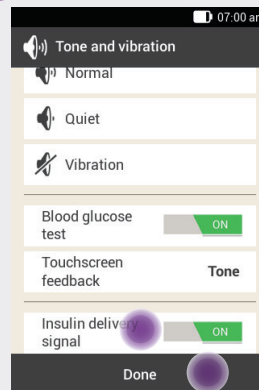 07:00 am
Tone and vibration
Normal
Quiet
Vibration
Blood glucose
test
ON
Touchscreen
feedback
Tone
Insulin delivery
signal
ON
Done